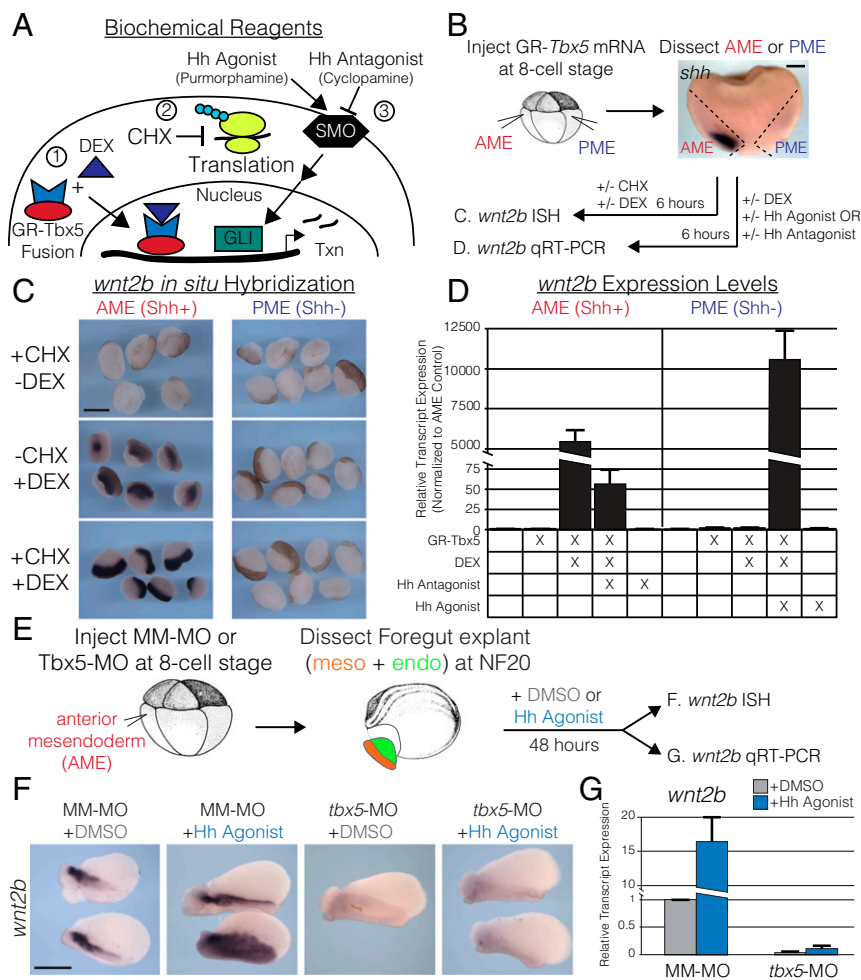 A
Biochemical Reagents
Hh Agonist
(Purmorphamine)
Hh Antagonist
(Cyclopamine)
1
DEX
+
GR-Tbx5
Fusion
2
CHX
Translation
SMO
3
Nucleus
GLI
Txn
B
Inject GR-Tbx5 mRNA
at 8-cell stage
AME
PME
Dissect AME or PME
shh
AME
PME
+/- CHX
+/- DEX
6 hours
+/- DEX
+/- Hh Agonist OR
+/- Hh Antagonist
6 hours
C. wnt2b ISH
D. wnt2b qRT-PCR
C
wnt2b in situ Hybridization
AME (Shh+)
PME (Shh-)
+CHX
-DEX
-CHX
+DEX
+CHX
+DEX
D
wnt2b Expression Levels
AME (Shh+)
PME (Shh-)
Relative Transcript Expression
(Normalized to AME Control)
12500
10000
7500
5000
75
50
25
0
GR-Tbx5 X X X X X X
DEX X X X X
Hh Antagonist X X
Hh Agonist X X
E
Inject MM-MO or
Tbx5-MO at 8-cell stage
anterior
mesendoderm
(AME)
Dissect Foregut explant
(meso + endo) at NF20
+ DMSO or
Hh Agonist
48 hours
F. wnt2b ISH
G. wnt2b qRT-PCR
F
MM-MO
+DMSO
MM-MO
+Hh Agonist
tbx5-MO
+DMSO
tbx5-MO
+Hh Agonist
wnt2b
G
wnt2b
+DMSO
+Hh Agonist
Relative Transcript Expression
20
15
10
1
0.5
0
MM-MO
tbx5-MO